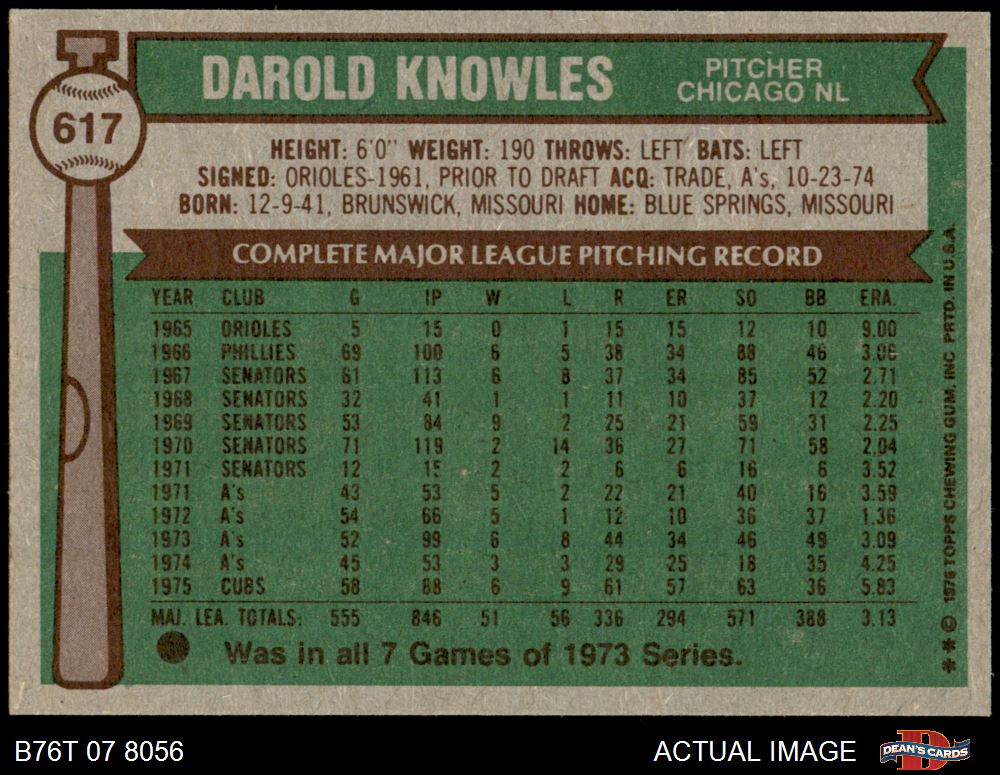 617
DAROLD KNOWLES
PITCHER
CHICAGO NL
HEIGHT: 6'0" WEIGHT: 190 THROWS: LEFT BATS: LEFT
SIGNED: ORIOLES-1961, PRIOR TO DRAFT ACQ: TRADE, A's, 10-23-74
BORN: 12-9-41, BRUNSWICK, MISSOURI HOME: BLUE SPRINGS, MISSOURI
COMPLETE MAJOR LEAGUE PITCHING RECORD
YEAR CLUB G IP W L R ER SO BB ERA.
1965 ORIOLES 5 15 0 1 15 15 12 10 9.00
1966 PHILLIES 69 100 6 5 38 34 88 46 3.06
1967 SENATORS 61 113 6 8 37 34 85 52 2.71
1968 SENATORS 32 41 1 1 11 10 37 12 2.20
1969 SENATORS 53 84 9 2 25 21 59 31 2.25
1970 SENATORS 71 119 2 14 36 27 71 58 2.04
1971 SENATORS 12 15 2 2 6 6 16 6 3.52
1971 A's 43 53 5 2 22 21 40 16 3.59
1972 A's 54 66 5 1 12 10 36 37 1.36
1973 A's 52 99 6 8 44 34 46 49 3.09
1974 A's 45 53 3 3 29 25 18 35 4.25
1975 CUBS 58 88 6 9 61 57 63 36 5.83
MAJ. LEA. TOTALS: 555 846 51 56 336 294 571 388 3.13
Was in all 7 Games of 1973 Series.
** © 1976 TOPPS CHEWING GUM, INC PRTD. IN U.S.A.
B76T 07 8056
ACTUAL IMAGE
D
DEAN'S CARDS